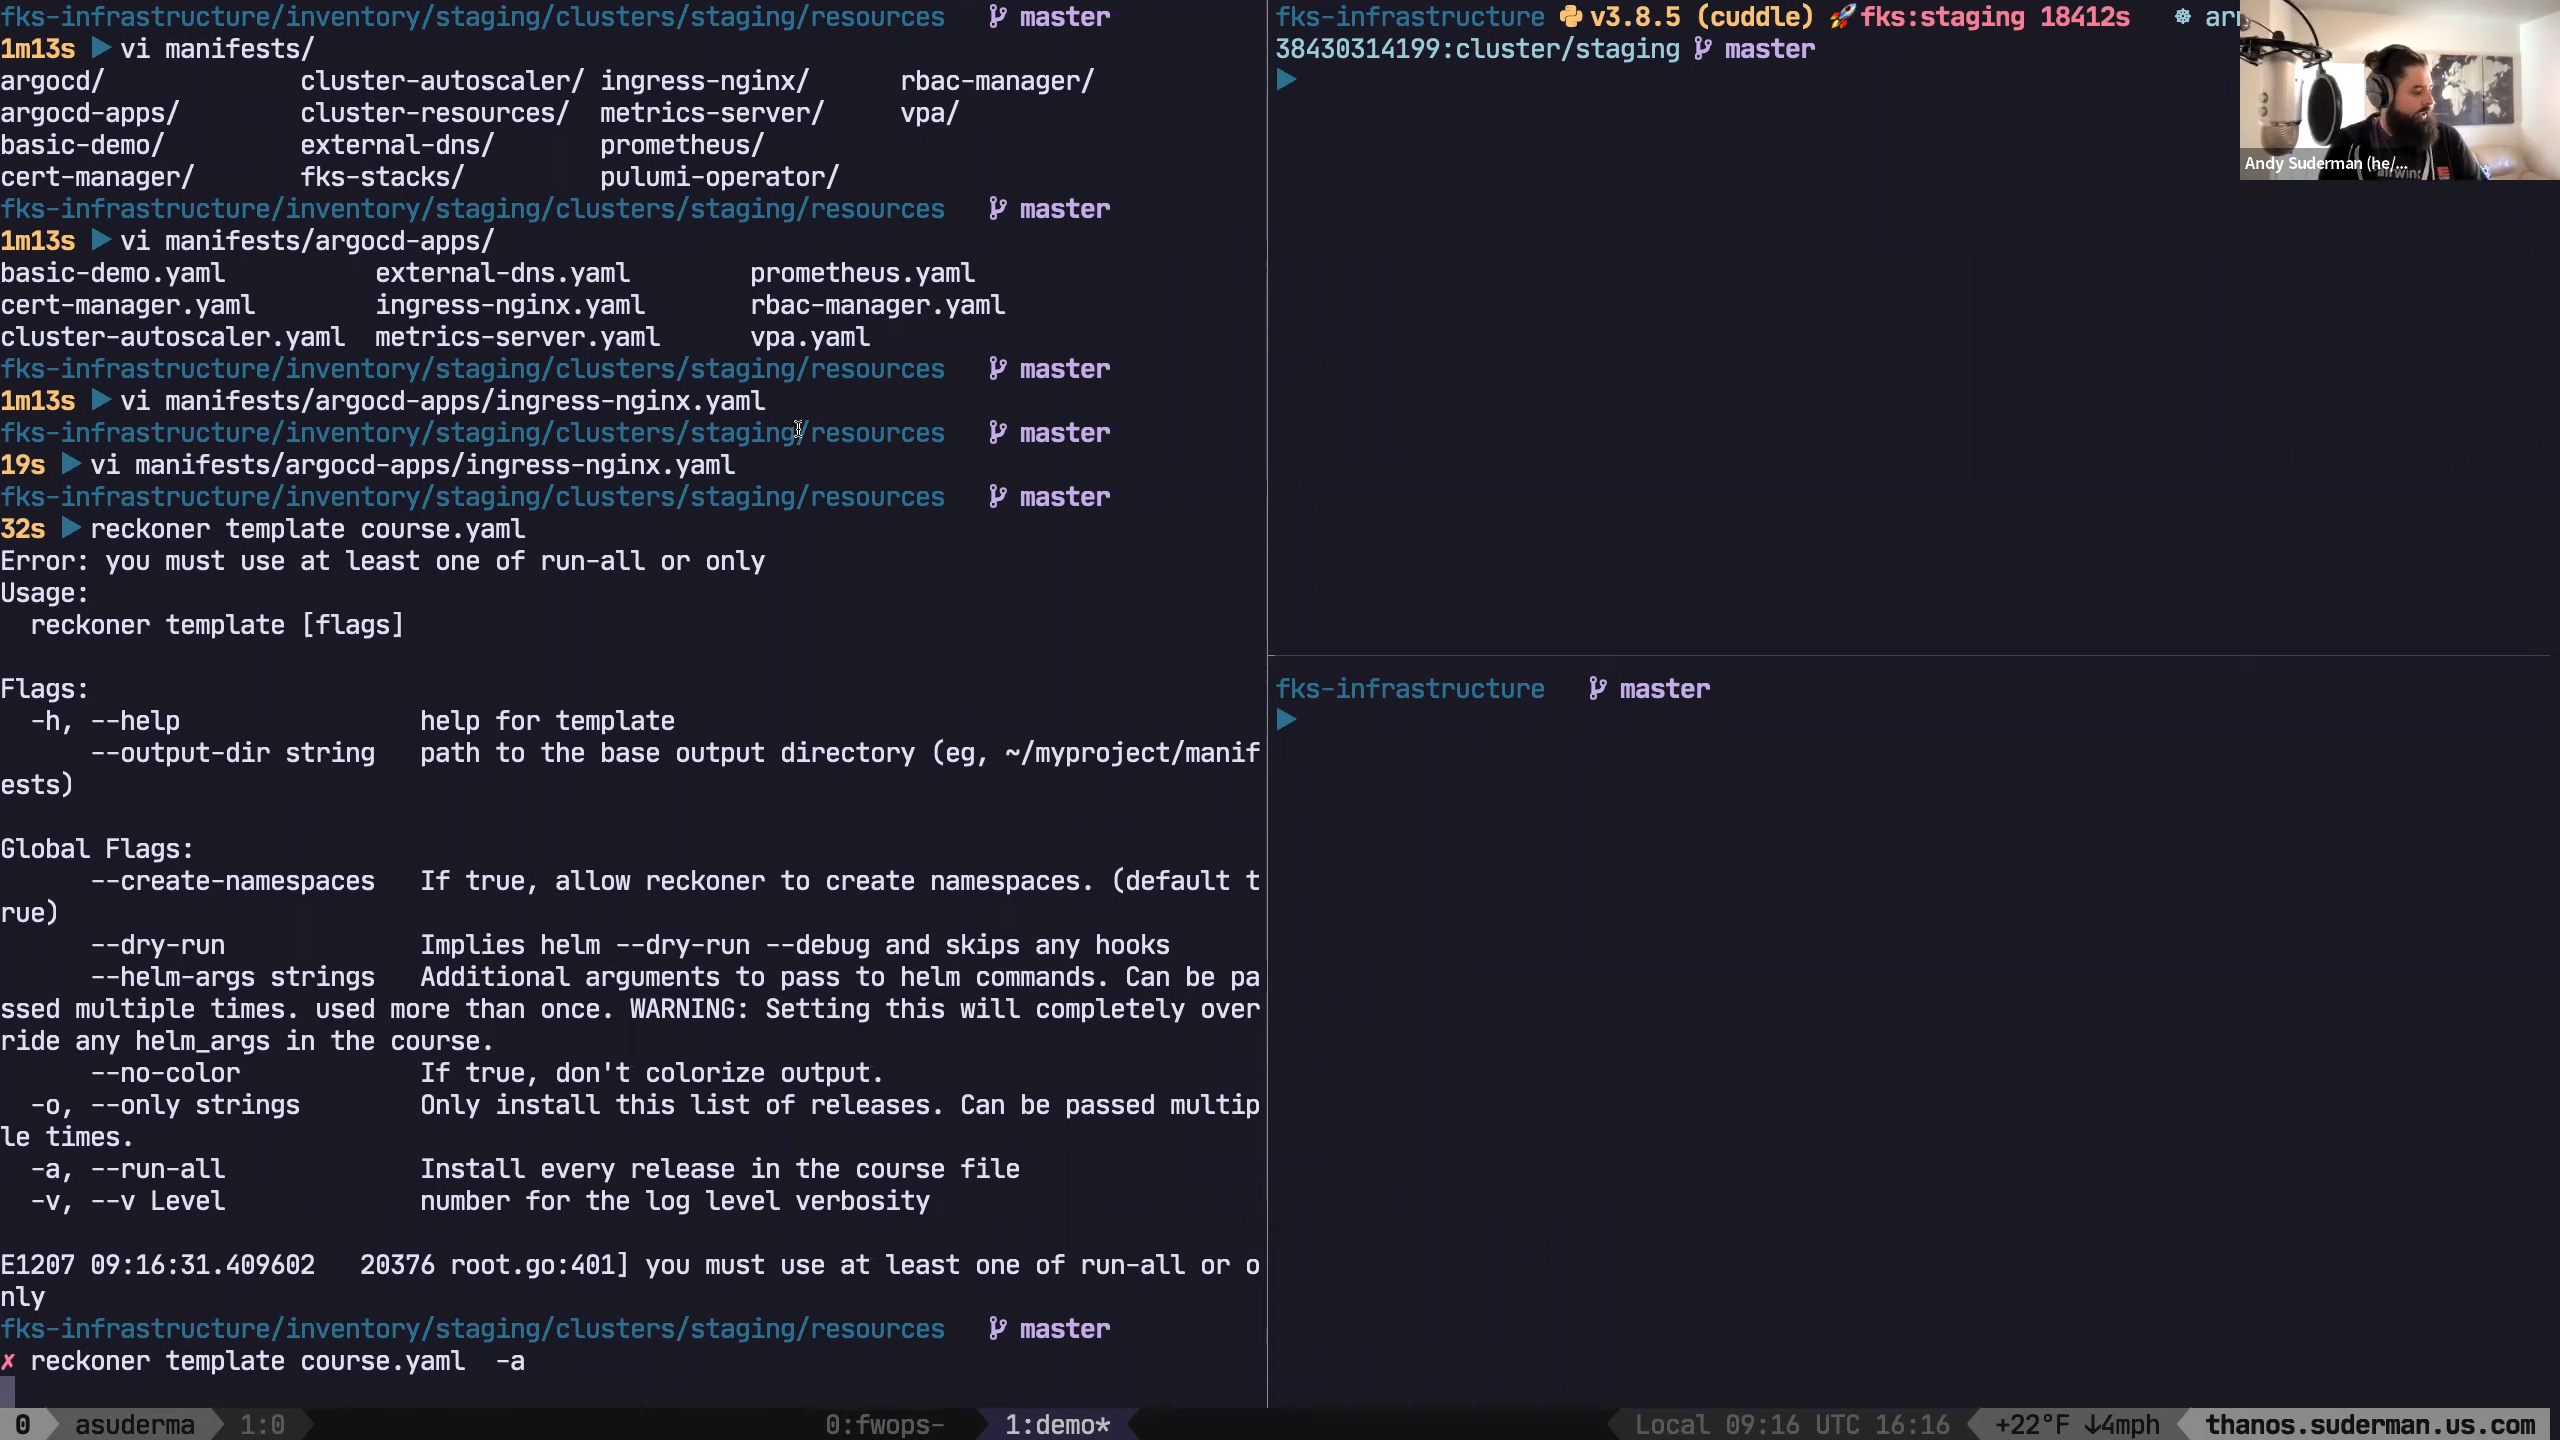 fks-infrastructure/inventory/staging/clusters/staging/resources master
1m13s vi manifests/
argocd/ cluster-autoscaler/ ingress-nginx/ rbac-manager/
argocd-apps/ cluster-resources/ metrics-server/ vpa/
basic-demo/ external-dns/ prometheus/
cert-manager/ fks-stacks/ pulumi-operator/
fks-infrastructure/inventory/staging/clusters/staging/resources master
1m13s vi manifests/argocd-apps/
basic-demo.yaml external-dns.yaml prometheus.yaml
cert-manager.yaml ingress-nginx.yaml rbac-manager.yaml
cluster-autoscaler.yaml metrics-server.yaml vpa.yaml
fks-infrastructure/inventory/staging/clusters/staging/resources master
1m13s vi manifests/argocd-apps/ingress-nginx.yaml
fks-infrastructure/inventory/staging/clusters/staging/resources master
19s vi manifests/argocd-apps/ingress-nginx.yaml
fks-infrastructure/inventory/staging/clusters/staging/resources master
32s reckoner template course.yaml
Error: you must use at least one of run-all or only
Usage:
reckoner template [flags]
Flags:
-h, --help help for template
--output-dir string path to the base output directory (eg, ~/myproject/manif
ests)
Global Flags:
--create-namespaces If true, allow reckoner to create namespaces. (default t
rue)
--dry-run Implies helm --dry-run --debug and skips any hooks
--helm-args strings Additional arguments to pass to helm commands. Can be pa
ssed multiple times. used more than once. WARNING: Setting this will completely over
ride any helm_args in the course.
--no-color If true, don't colorize output.
-o, --only strings Only install this list of releases. Can be passed multip
le times.
-a, --run-all Install every release in the course file
-v, --v Level number for the log level verbosity
E1207 09:16:31.409602 20376 root.go:401] you must use at least one of run-all or o
nly
fks-infrastructure/inventory/staging/clusters/staging/resources master
✗ reckoner template course.yaml -a
fks-infrastructure v3.8.5 (cuddle) fks:staging 18412s
38430314199:cluster/staging master
Andy Suderman (he/...
fks-infrastructure master
0 asuderma 1:0 0:fwops- 1:demo* Local 09:16 UTC 16:16 +22°F ↓4mph thanos.suderman.us.com